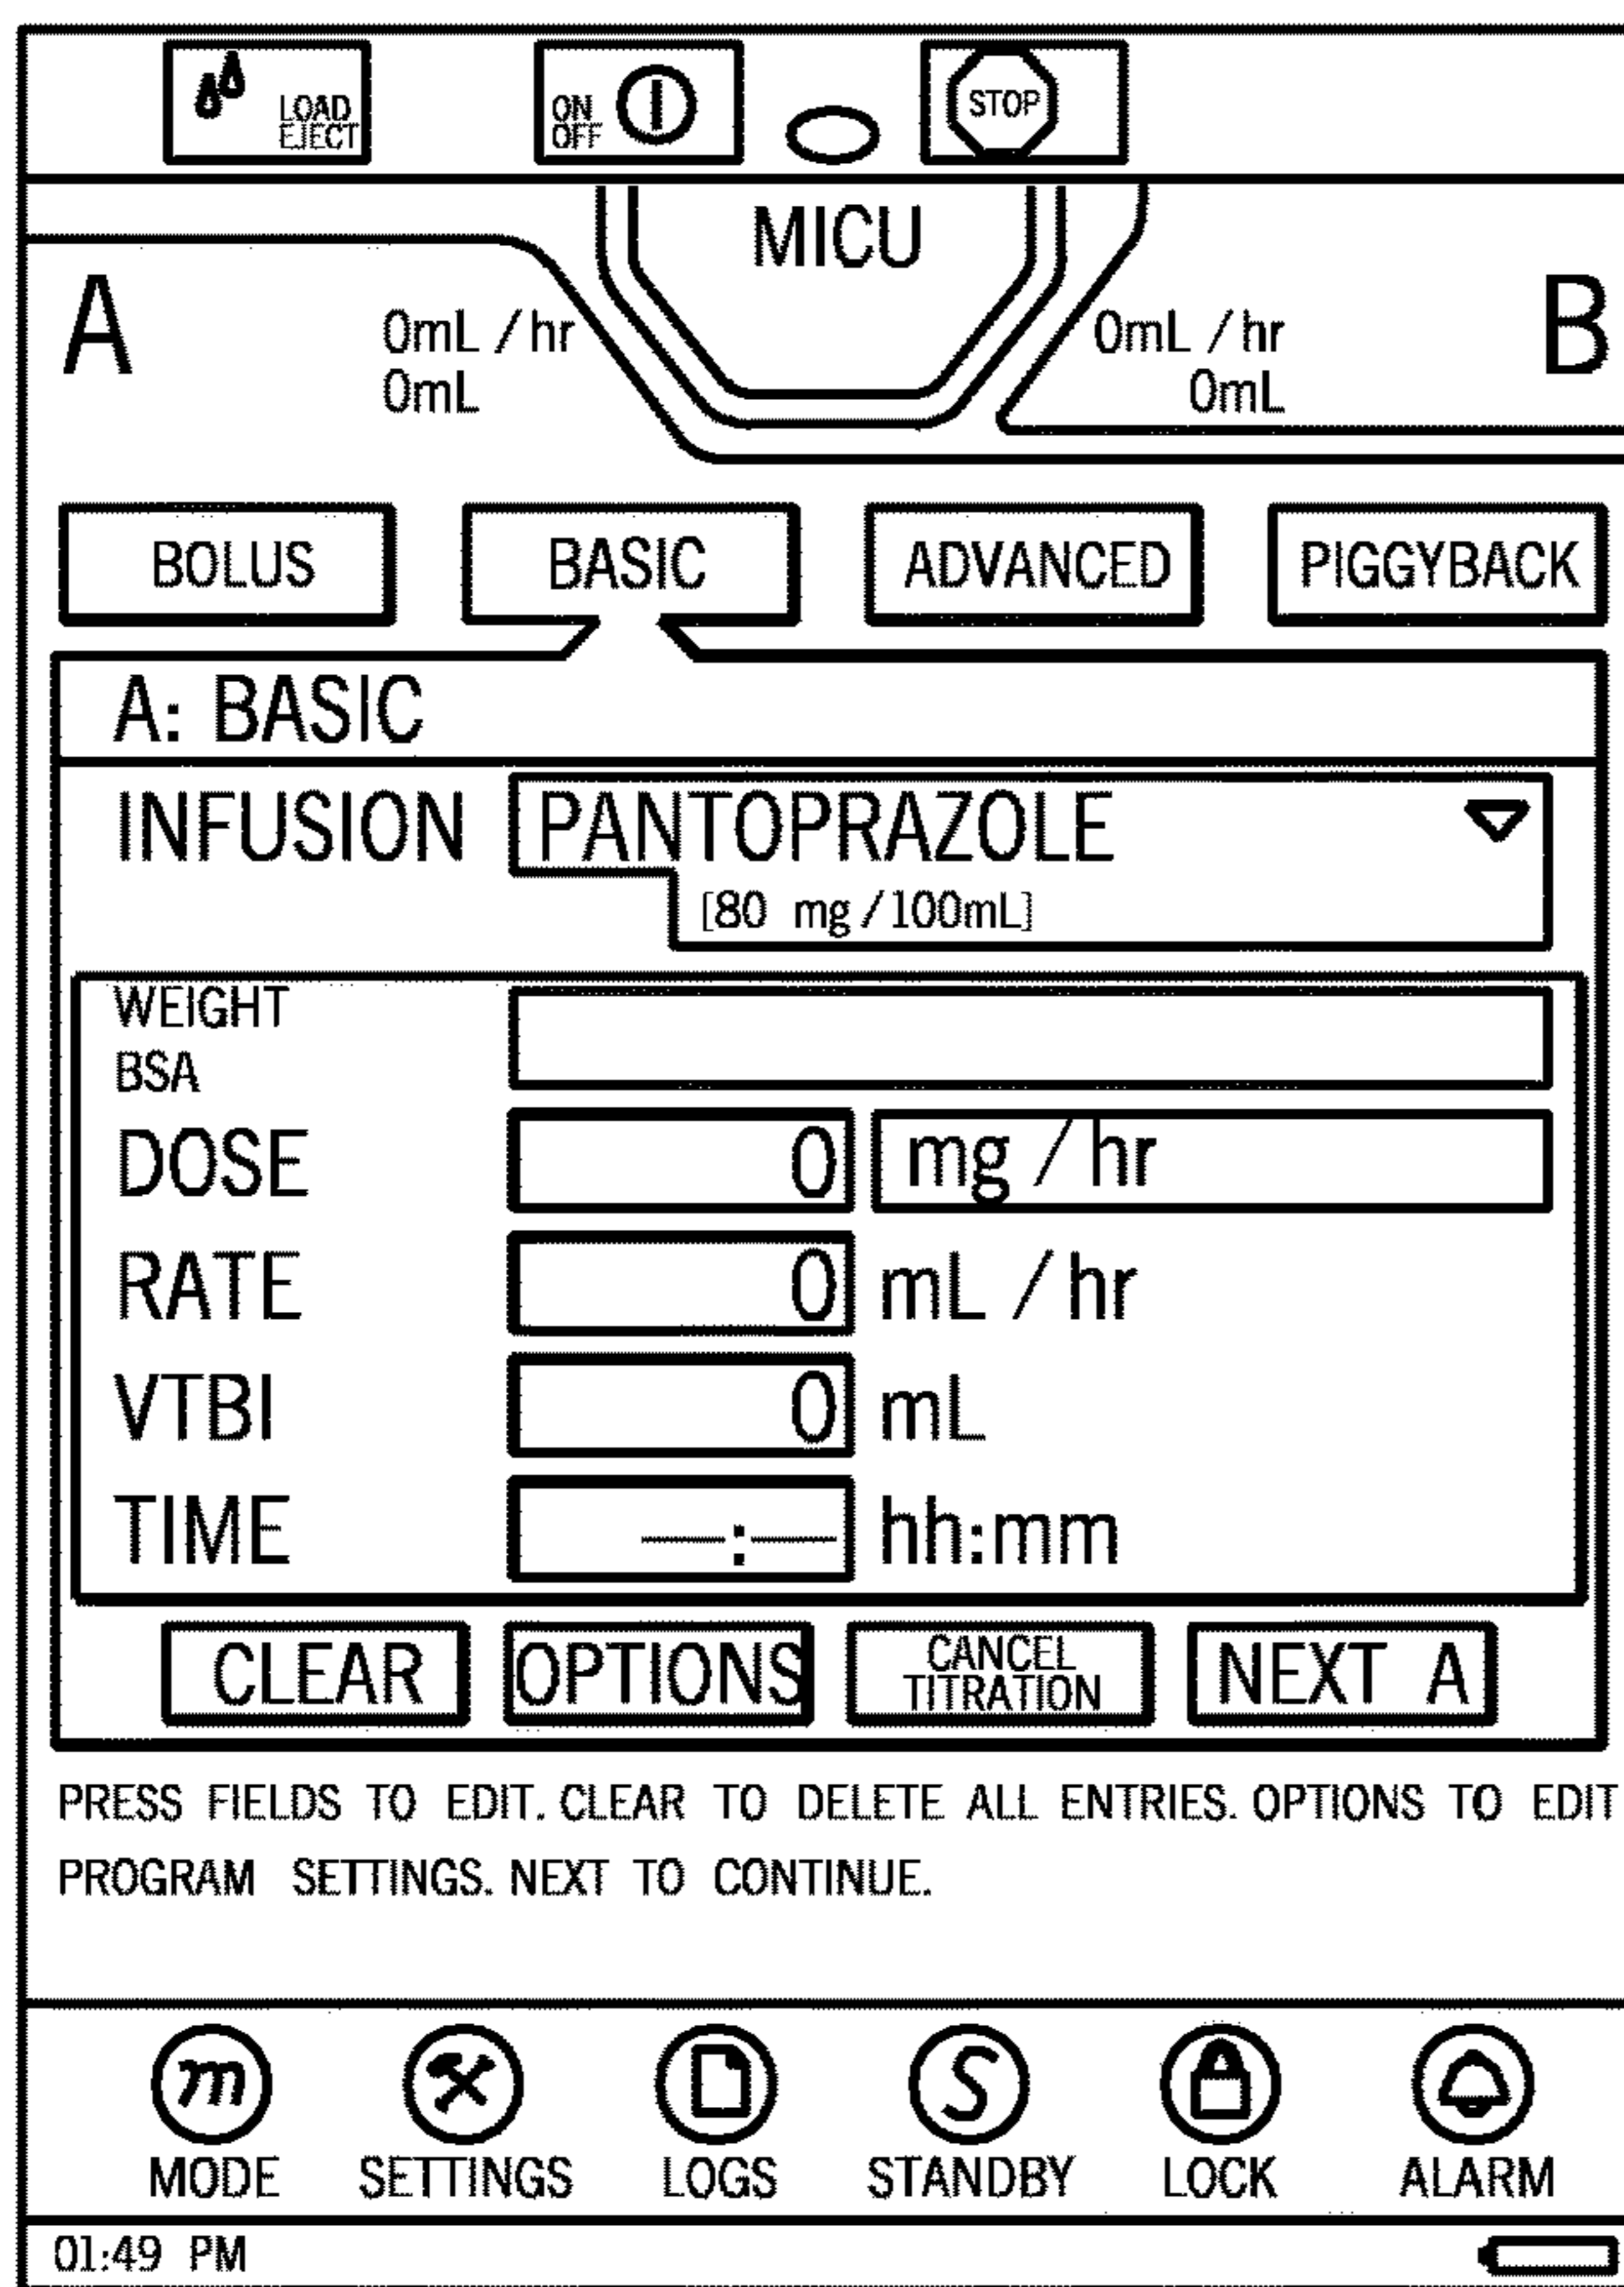 LOAD
EJECT
ON
OFF
STOP
MICU
A
0mL /hr
0mL
0mL /hr
0mL
B
BOLUS
BASIC
ADVANCED
PIGGYBACK
A: BASIC
INFUSION
PANTOPRAZOLE
[80 mg/100mL]
WEIGHT
BSA
DOSE 0 mg/hr
RATE 0 mL/hr
VTBI 0 mL
TIME —:— hh:mm
CLEAR
OPTIONS
CANCEL
TITRATION
NEXT A
PRESS FIELDS TO EDIT. CLEAR TO DELETE ALL ENTRIES. OPTIONS TO EDIT
PROGRAM SETTINGS. NEXT TO CONTINUE.
m
S
MODE
SETTINGS
LOGS
STANDBY
LOCK
ALARM
01:49 PM